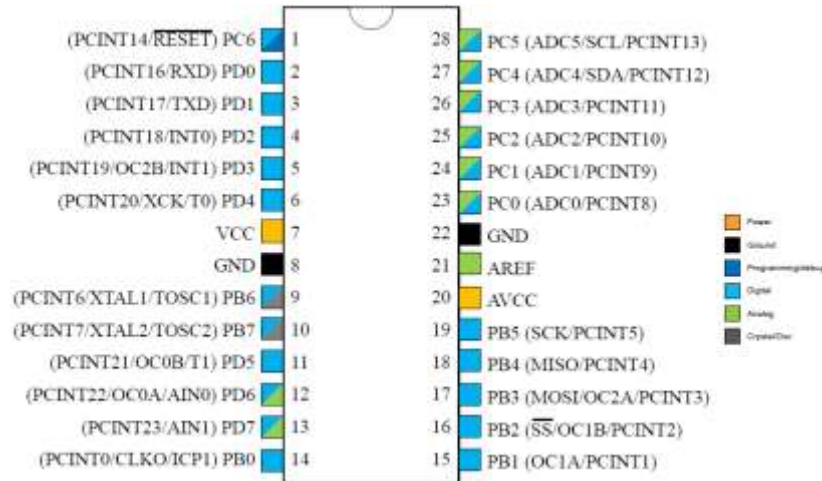 (PCINT14/RESET) PC6 1 28 PC5 (ADC5/SCL/PCINT13)
(PCINT16/RXD) PD0 2 27 PC4 (ADC4/SDA/PCINT12)
(PCINT17/TXD) PD1 3 26 PC3 (ADC3/PCINT11)
(PCINT18/INT0) PD2 4 25 PC2 (ADC2/PCINT10)
(PCINT19/OC2B/INT1) PD3 5 24 PC1 (ADC1/PCINT9)
(PCINT20/XCK/T0) PD4 6 23 PC0 (ADC0/PCINT8)
VCC 7 22 GND
GND 8 21 AREF
(PCINT6/XTAL1/TOSC1) PB6 9 20 AVCC
(PCINT7/XTAL2/TOSC2) PB7 10 19 PB5 (SCK/PCINT5)
(PCINT21/OC0B/T1) PD5 11 18 PB4 (MISO/PCINT4)
(PCINT22/OC0A/AIN0) PD6 12 17 PB3 (MOSI/OC2A/PCINT3)
(PCINT23/AIN1) PD7 13 16 PB2 (SS/OC1B/PCINT2)
(PCINT0/CLKO/ICP1) PB0 14 15 PB1 (OC1A/PCINT1)
Power
Ground
Programming/debug
Digital
Analog
Crystal/Osc